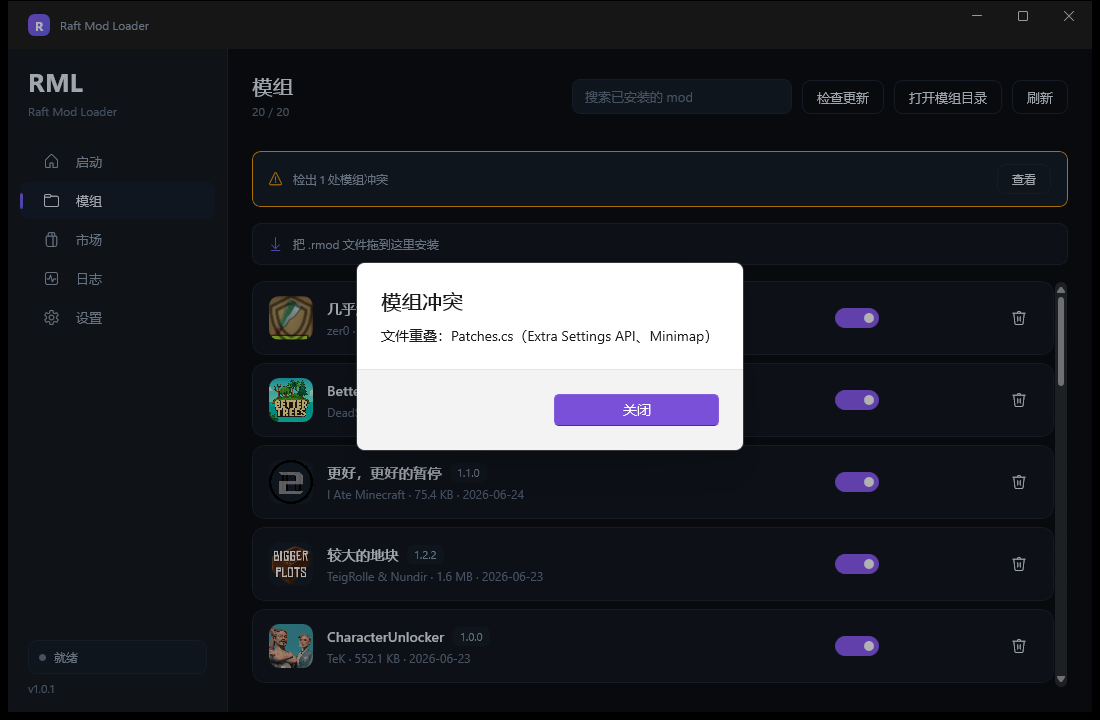 R Raft Mod Loader
RML
Raft Mod Loader
启动
模组
市场
日志
设置
就绪
v1.0.1
模组
20 / 20
搜索已安装的 mod
检查更新
打开模组目录
刷新
检出 1 处模组冲突
查看
把 .rmod 文件拖到这里安装
模组冲突
文件重叠：Patches.cs（Extra Settings API、Minimap）
关闭
几乎
zer0 ·
BETTER TREES
Bette
Dead
更好，更好的暂停 1.1.0
I Ate Minecraft · 75.4 KB · 2026-06-24
BIGGER
PLOTS
较大的地块 1.2.2
TeigRolle & Nundir · 1.6 MB · 2026-06-23
CharacterUnlocker 1.0.0
TeK · 552.1 KB · 2026-06-23